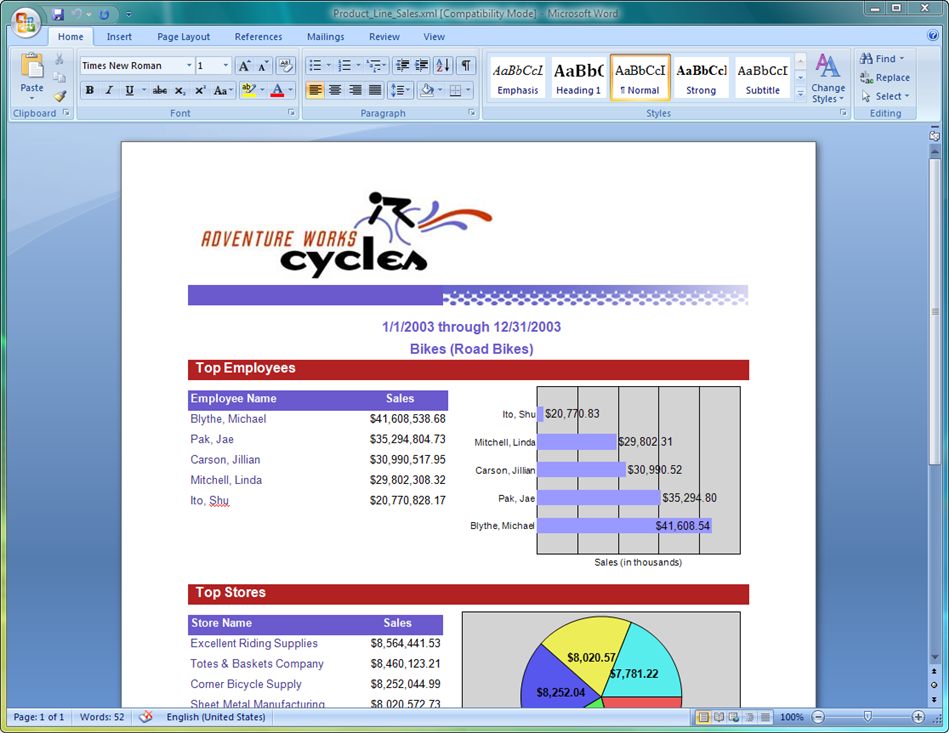 Product_Line_Sales.xml [Compatibility Mode] - Microsoft Word
Home Insert Page Layout References Mailings Review View
Paste
Clipboard
Times New Roman 1
B I U abc x₂ x² Aa
Font
Paragraph
AaBbCcI AaBbC AaBbCcI AaBbCcI AaBbCcI
Emphasis Heading 1 ¶ Normal Strong Subtitle
Change Styles
Styles
Find
Replace
Select
Editing
ADVENTURE WORKS
cycles
1/1/2003 through 12/31/2003
Bikes (Road Bikes)
Top Employees
Employee Name Sales
Blythe, Michael $41,608,538.68
Pak, Jae $35,294,804.73
Carson, Jillian $30,990,517.95
Mitchell, Linda $29,802,308.32
Ito, Shu $20,770,828.17
Ito, Shu $20,770.83
Mitchell, Linda $29,802.31
Carson, Jillian $30,990.52
Pak, Jae $35,294.80
Blythe, Michael $41,608.54
Sales (in thousands)
Top Stores
Store Name Sales
Excellent Riding Supplies $8,564,441.53
Totes & Baskets Company $8,460,123.21
Corner Bicycle Supply $8,252,044.99
Sheet Metal Manufacturing $8,020,572.73
$8,020.57
$7,781.22
$8,252.04
Page: 1 of 1 Words: 52 English (United States) 100%